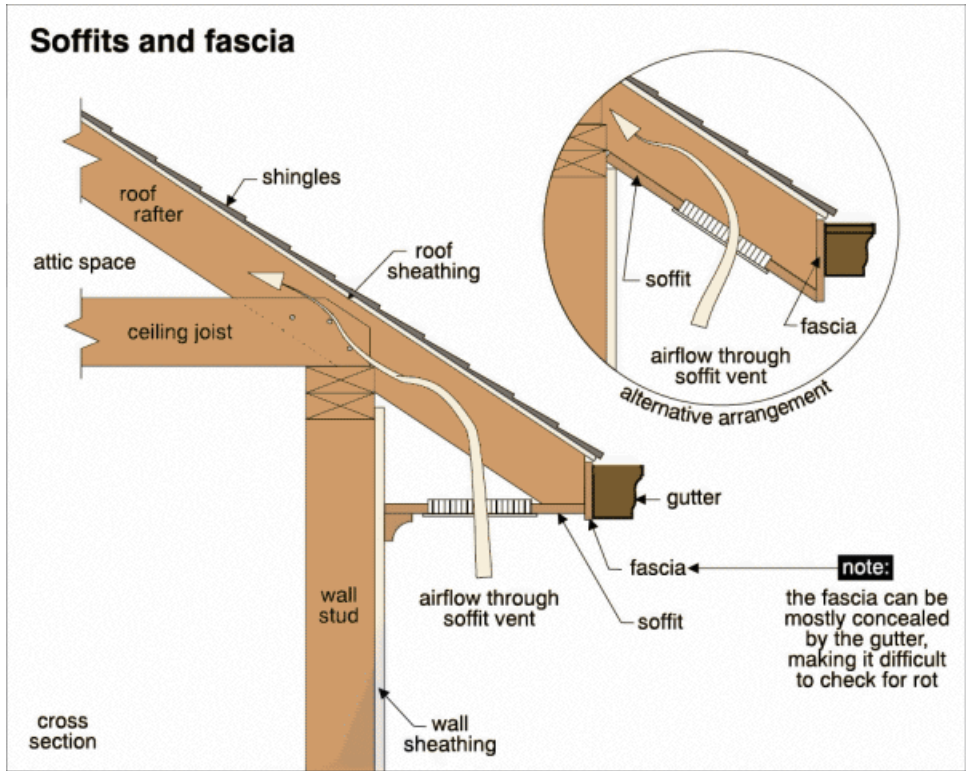 Soffits and fascia
shingles
roof
rafter
roof
sheathing
attic space
ceiling joist
soffit
fascia
airflow through
soffit vent
alternative arrangement
gutter
fascia
note:
the fascia can be
mostly concealed
by the gutter,
making it difficult
to check for rot
airflow through
soffit vent
soffit
wall
stud
wall
sheathing
cross
section